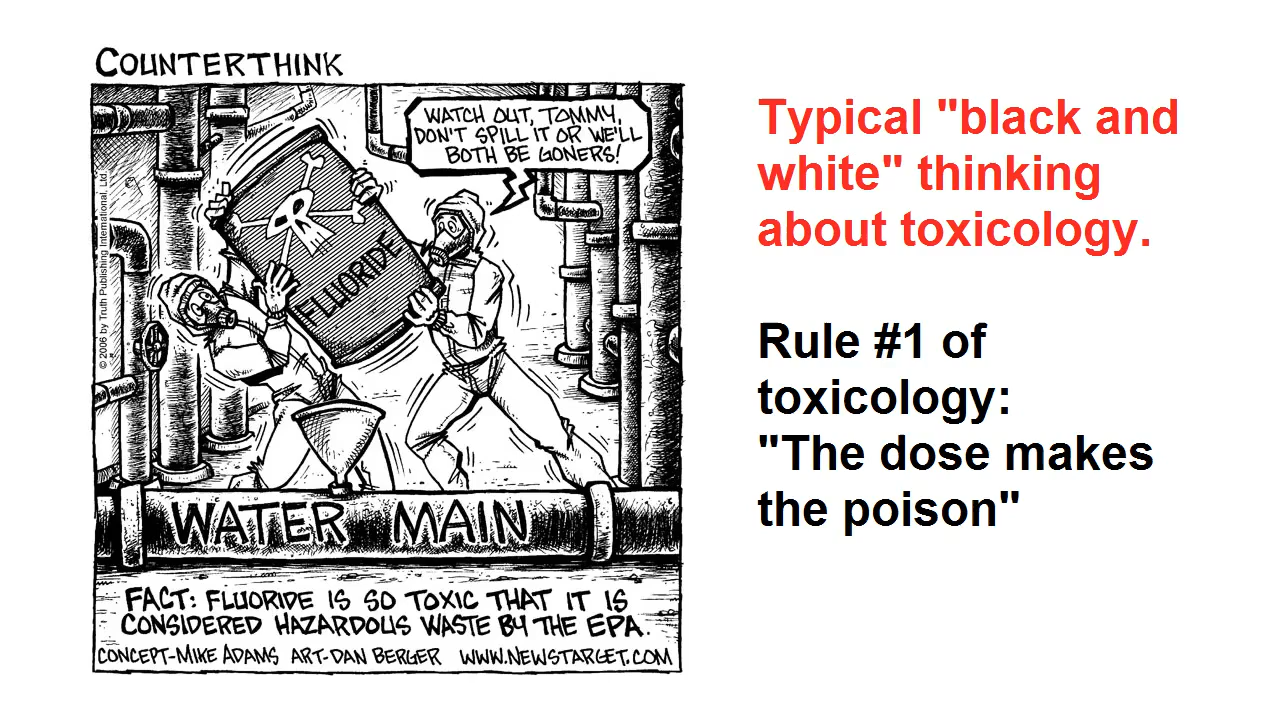 COUNTERTHINK
WATCH OUT, TOMMY,
DON'T SPILL IT OR WE'LL
BOTH BE GONERS!
© 2006 by Truth Publishing International, Ltd.
FLUORIDE
WATER MAIN
FACT: FLUORIDE IS SO TOXIC THAT IT IS
CONSIDERED HAZARDOUS WASTE BY THE EPA.
CONCEPT-MIKE ADAMS ART-DAN BERGER WWW.NEWSTARGET.COM
Typical "black and
white" thinking
about toxicology.
Rule #1 of
toxicology:
"The dose makes
the poison"